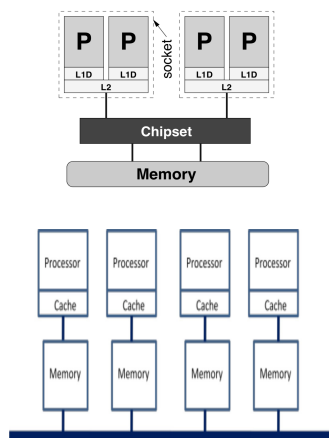 P P P P
L1D L1D L1D L1D
L2 L2
socket
Chipset
Memory
Processor Processor Processor Processor
Cache Cache Cache Cache
Memory Memory Memory Memory